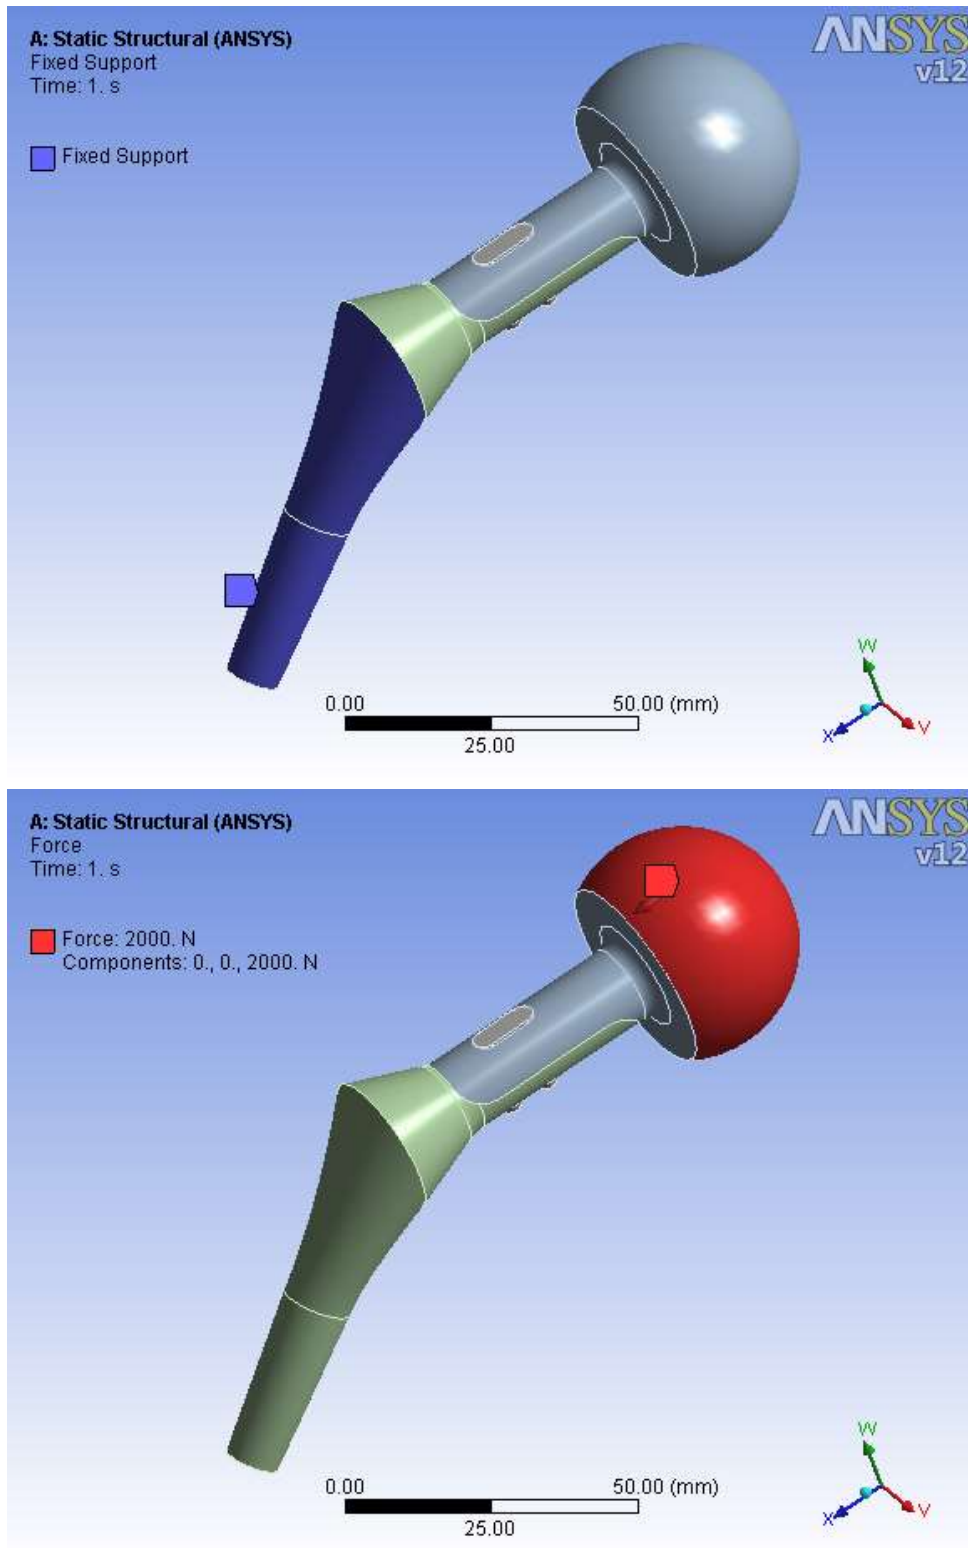 A: Static Structural (ANSYS)
Fixed Support
Time: 1. s
Fixed Support
ANSYS
v12
W
X
V
0.00
50.00 (mm)
25.00
A: Static Structural (ANSYS)
Force
Time: 1. s
Force: 2000. N
Components: 0., 0., 2000. N
ANSYS
v12
W
X
V
0.00
50.00 (mm)
25.00